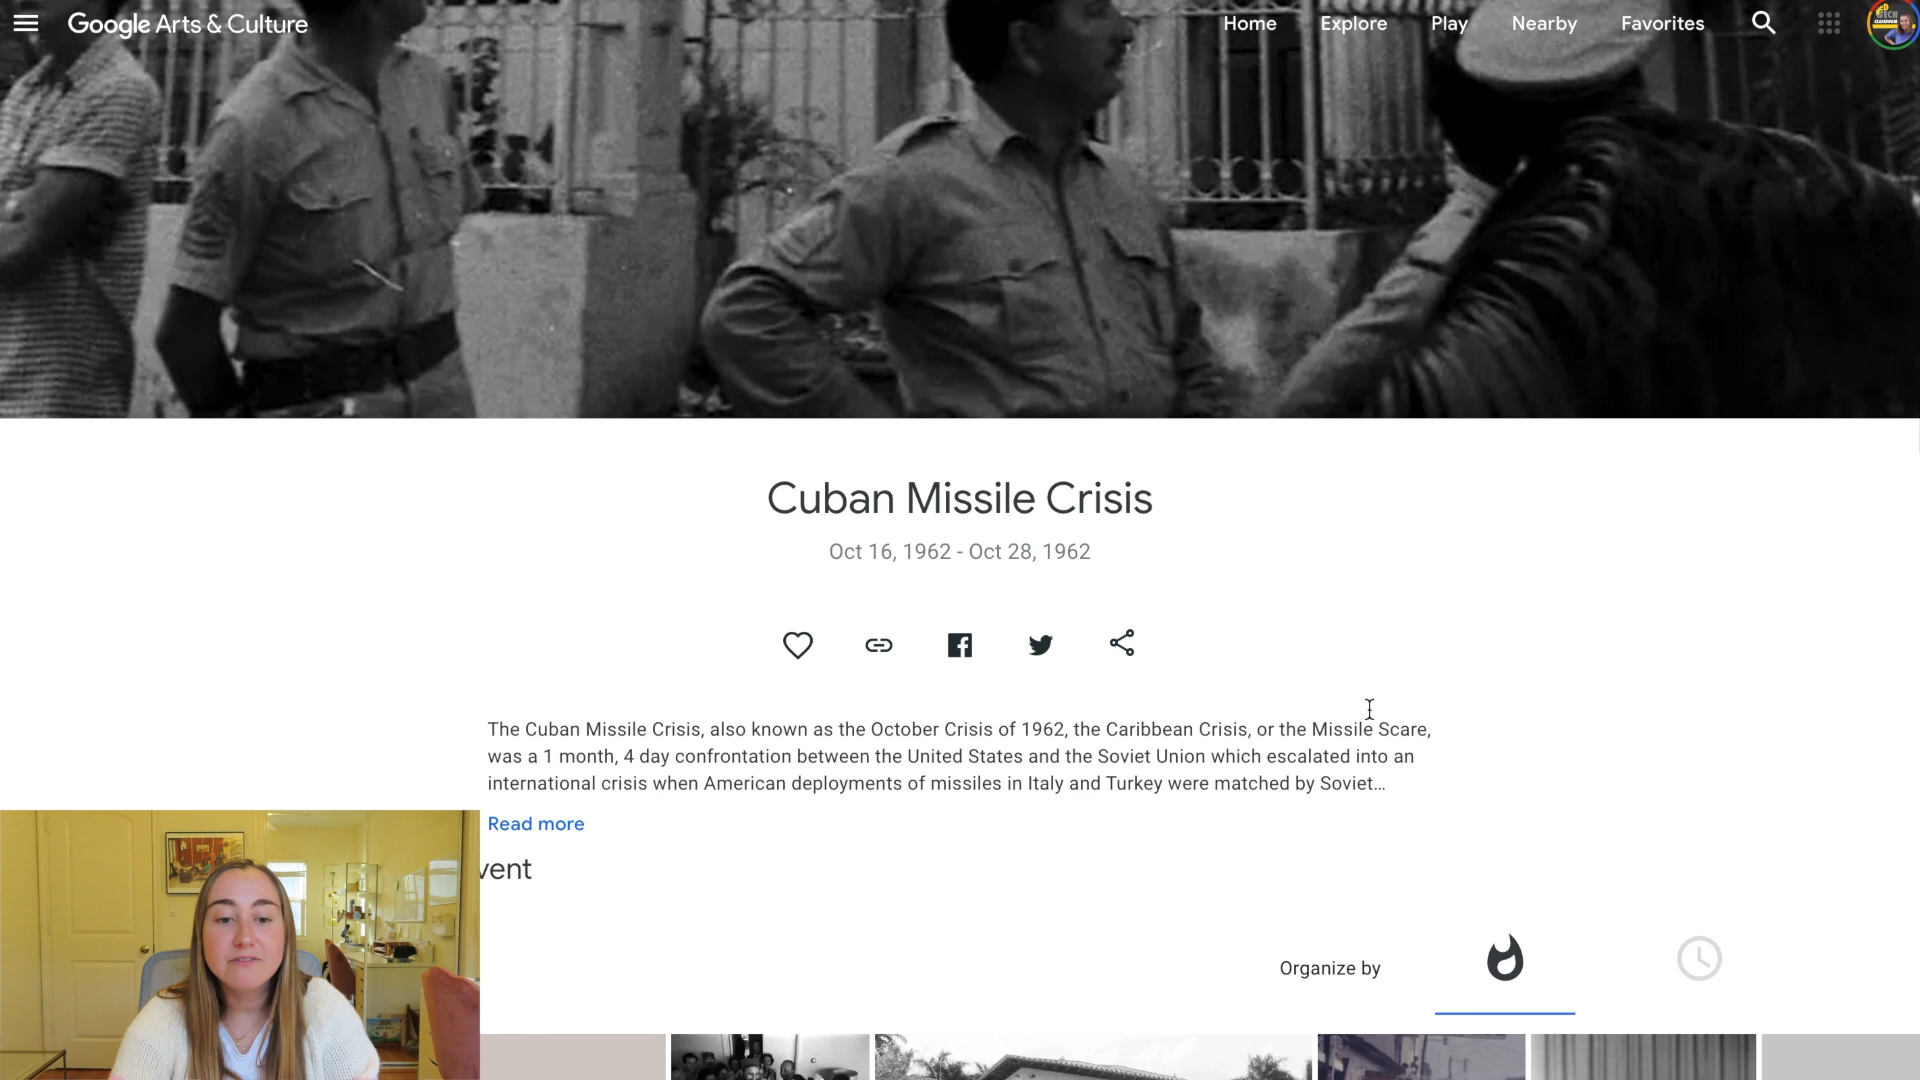 Google Arts & Culture
Home Explore Play Nearby Favorites
Cuban Missile Crisis
Oct 16, 1962 - Oct 28, 1962
The Cuban Missile Crisis, also known as the October Crisis of 1962, the Caribbean Crisis, or the Missile Scare,
was a 1 month, 4 day confrontation between the United States and the Soviet Union which escalated into an
international crisis when American deployments of missiles in Italy and Turkey were matched by Soviet…
Read more
vent
Organize by